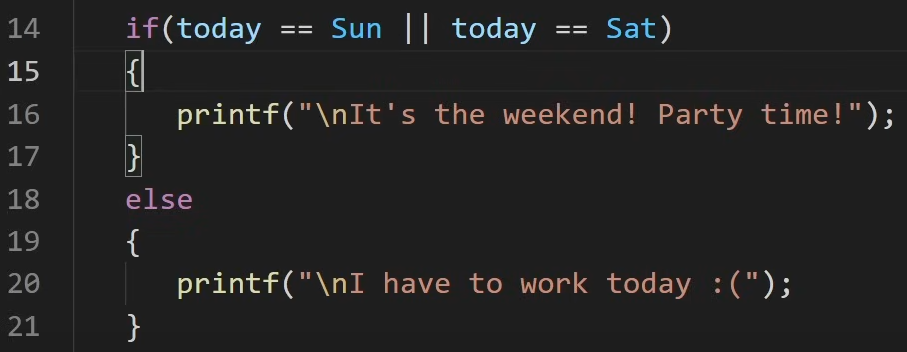 14 if(today == Sun || today == Sat)
15 {
16 printf("\nIt's the weekend! Party time!");
17 }
18 else
19 {
20 printf("\nI have to work today :(");
21 }